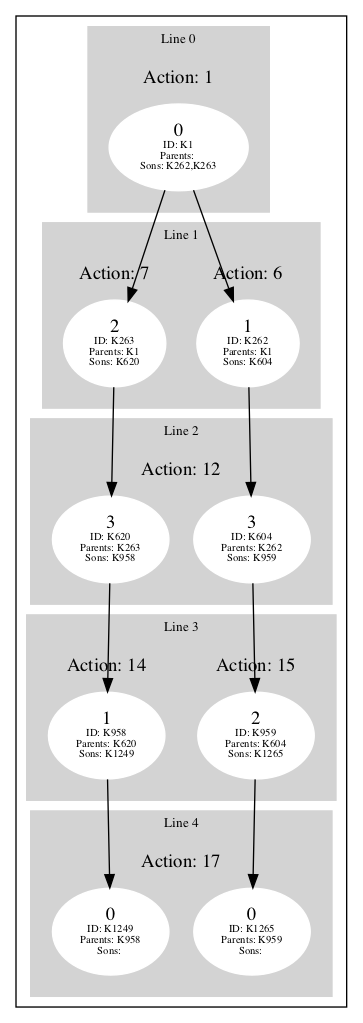 Line 0
Action: 1
0
ID: K1
Parents:
Sons: K262,K263
Line 1
Action: 7
Action: 6
2
ID: K263
Parents: K1
Sons: K620
1
ID: K262
Parents: K1
Sons: K604
Line 2
Action: 12
3
ID: K620
Parents: K263
Sons: K958
3
ID: K604
Parents: K262
Sons: K959
Line 3
Action: 14
Action: 15
1
ID: K958
Parents: K620
Sons: K1249
2
ID: K959
Parents: K604
Sons: K1265
Line 4
Action: 17
0
ID: K1249
Parents: K958
Sons:
0
ID: K1265
Parents: K959
Sons: